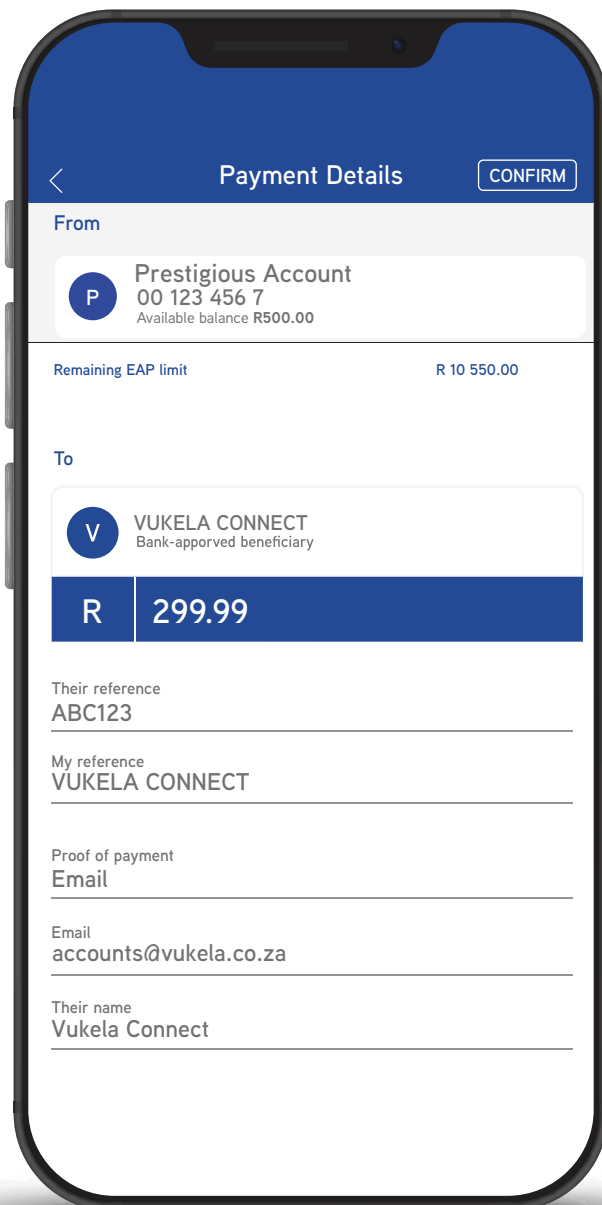 Payment Details
CONFIRM
From
P
Prestigious Account
00 123 456 7
Available balance R500.00
Remaining EAP limit
R 10 550.00
To
V
VUKELA CONNECT
Bank-apporved beneficiary
R
299.99
Their reference
ABC123
My reference
VUKELA CONNECT
Proof of payment
Email
Email
accounts@vukela.co.za
Their name
Vukela Connect